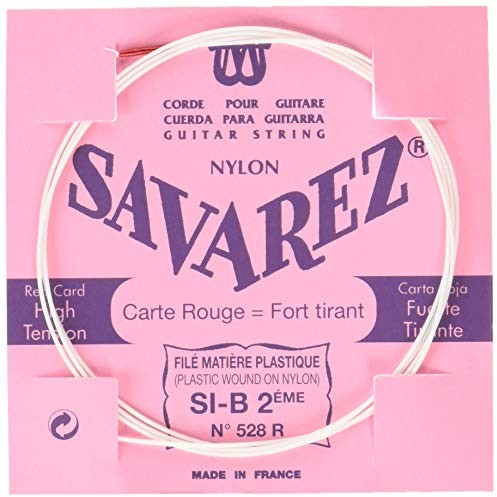 CORDE POUR GUITARE
CUERDA PARA GUITARRA
GUITAR STRING
NYLON
SAVAREZ®
Red Card
High
Tension
Carte Rouge = Fort tirant
Carta Roja
Fuerte
Tirante
FILÉ MATIÈRE PLASTIQUE
(PLASTIC WOUND ON NYLON)
SI-B 2ÉME
N° 528 R
MADE IN FRANCE